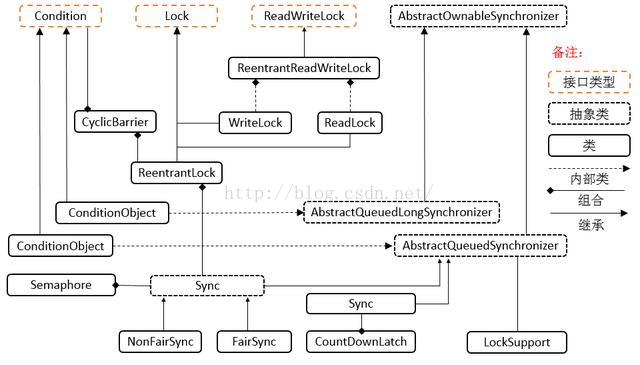 Condition
Lock
ReadWriteLock
AbstractOwnableSynchronizer
备注:
ReentrantReadWriteLock
接口类型
抽象类
CyclicBarrier
WriteLock
ReadLock
类
ReentrantLock
内部类
http://blog.csdn.net/
组合
ConditionObject
AbstractQueuedLongSynchronizer
继承
ConditionObject
AbstractQueuedSynchronizer
Semaphore
Sync
Sync
NonFairSync
FairSync
CountDownLatch
LockSupport